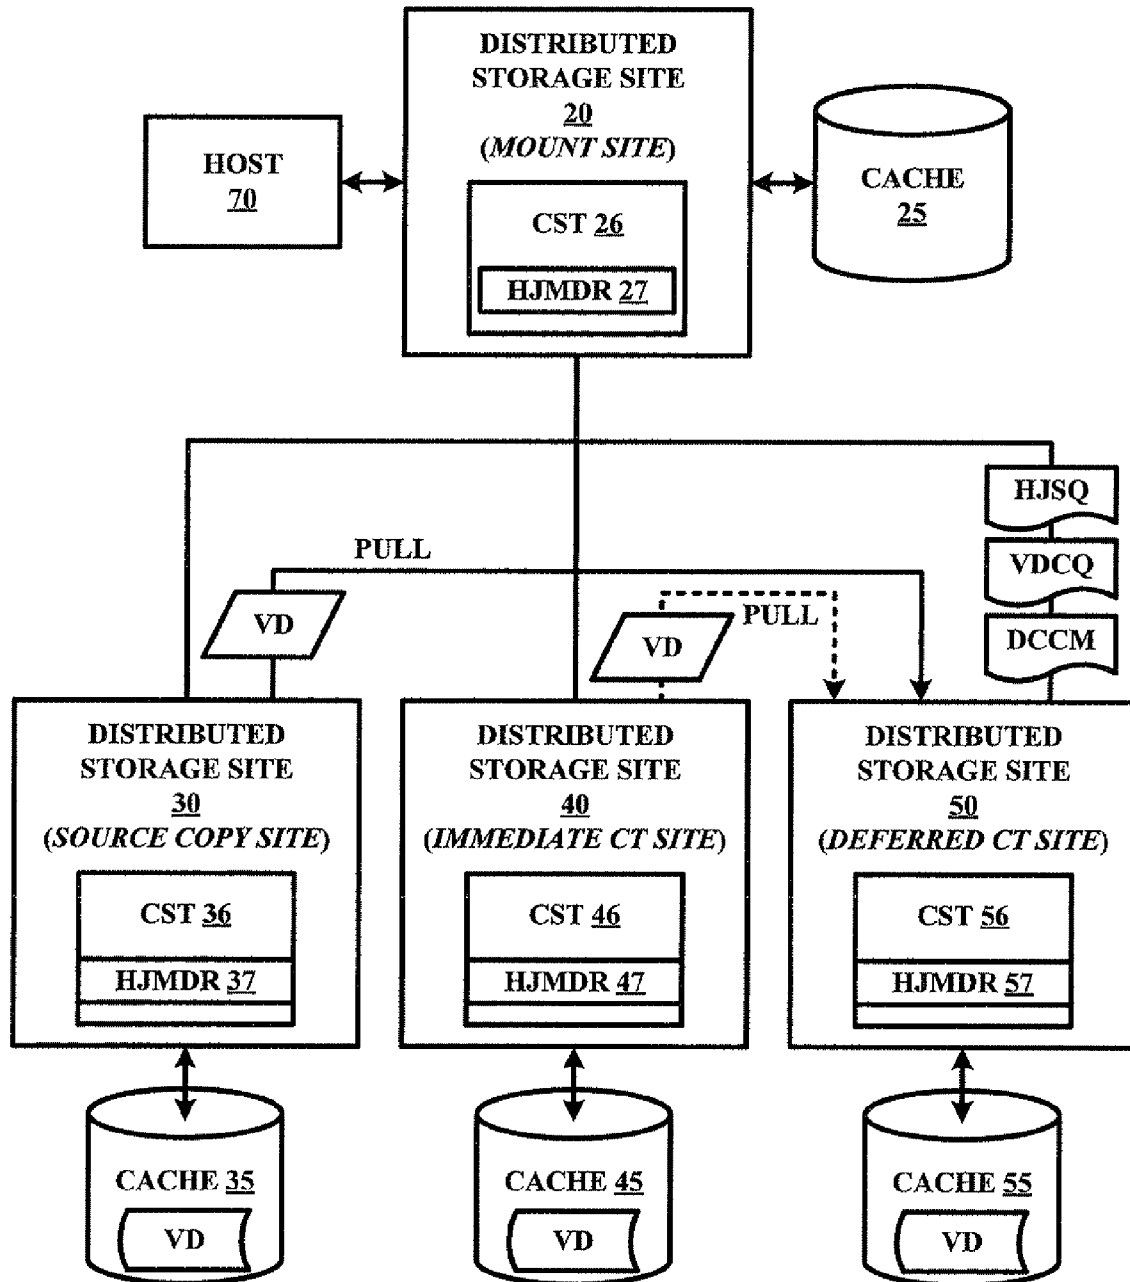 DISTRIBUTED
STORAGE SITE
20
(MOUNT SITE)
HOST
70
CACHE
25
CST 26
HJMDR 27
HJSQ
VDCQ
DCCM
PULL
VD
PULL
VD
DISTRIBUTED
STORAGE SITE
30
(SOURCE COPY SITE)
CST 36
HJMDR 37
DISTRIBUTED
STORAGE SITE
40
(IMMEDIATE CT SITE)
CST 46
HJMDR 47
DISTRIBUTED
STORAGE SITE
50
(DEFERRED CT SITE)
CST 56
HJMDR 57
CACHE 35
VD
CACHE 45
VD
CACHE 55
VD